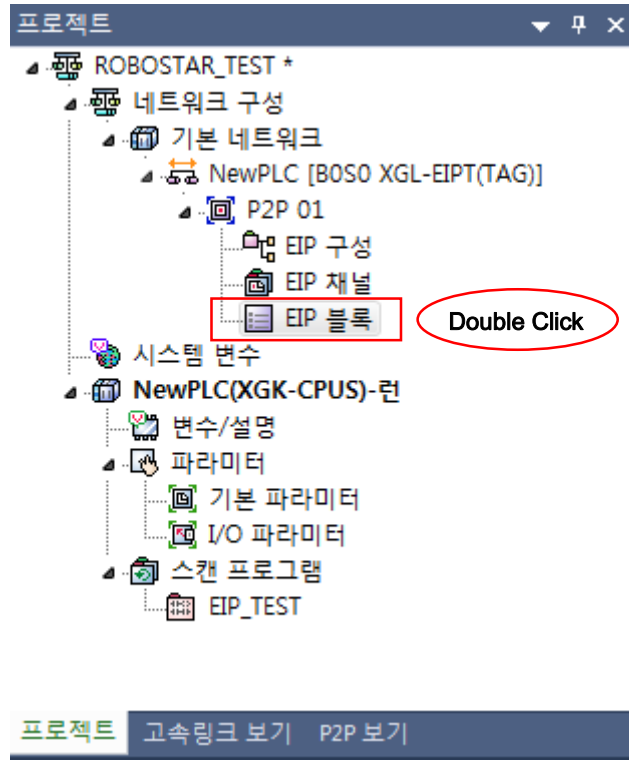 프로젝트
ROBOSTAR_TEST *
네트워크 구성
기본 네트워크
NewPLC [B0S0 XGL-EIPT(TAG)]
P2P 01
EIP 구성
EIP 채널
EIP 블록 Double Click
시스템 변수
NewPLC(XGK-CPUS)-런
변수/설명
파라미터
기본 파라미터
I/O 파라미터
스캔 프로그램
EIP_TEST
프로젝트 고속링크 보기 P2P 보기